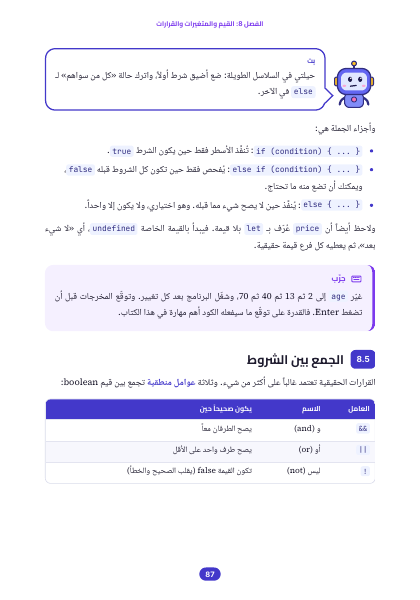 الفصل 8: القيم والمتغيرات والقرارات
بت
حيلتي في السلاسل الطويلة: ضع أضيق شرط أولاً، واترك حالة «كل من سواهم» لـ
else في الآخر.
وأجزاء الجملة هي:
• if (condition) { ... } : تُنفَّذ الأسطر فقط حين يكون الشرط true .
• else if (condition) { ... } : يُفحص فقط حين تكون كل الشروط قبله false ،
ويمكنك أن تضع منه ما تحتاج.
• else { ... } : يُنفَّذ حين لا يصح شيء مما قبله. وهو اختياري، ولا يكون إلا واحداً.
ولاحظ أيضاً أن price عُرّف بـ let بلا قيمة. فيبدأ بالقيمة الخاصة undefined ، أي «لا شيء
بعد»، ثم يعطيه كل فرع قيمة حقيقية.
جرّب
غيّر age إلى 2 ثم 13 ثم 40 ثم 70، وشغّل البرنامج بعد كل تغيير. وتوقّع المخرجات قبل أن
تضغط Enter. فالقدرة على توقّع ما سيفعله الكود أهم مهارة في هذا الكتاب.
8.5 الجمع بين الشروط
القرارات الحقيقية تعتمد غالباً على أكثر من شيء. وثلاثة عوامل منطقية تجمع بين قيم boolean:
العامل الاسم يكون صحيحاً حين
&& و (and) يصح الطرفان معاً
|| أو (or) يصح طرف واحد على الأقل
! ليس (not) تكون القيمة false (يقلب الصحيح والخطأ)
87